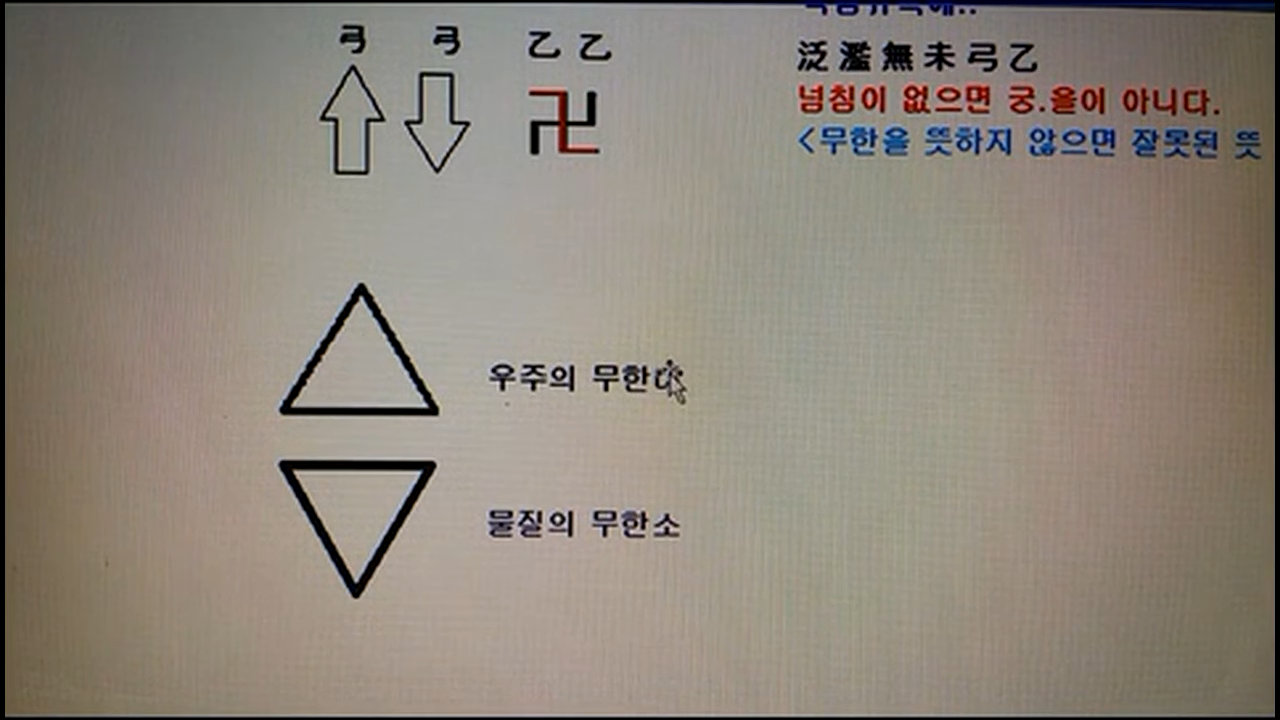 弓 弓 乙 乙
卍
泛濫無未弓乙
넘침이 없으면 궁.을이 아니다.
<무한을 뜻하지 않으면 잘못된 뜻
우주의 무한
물질의 무한소